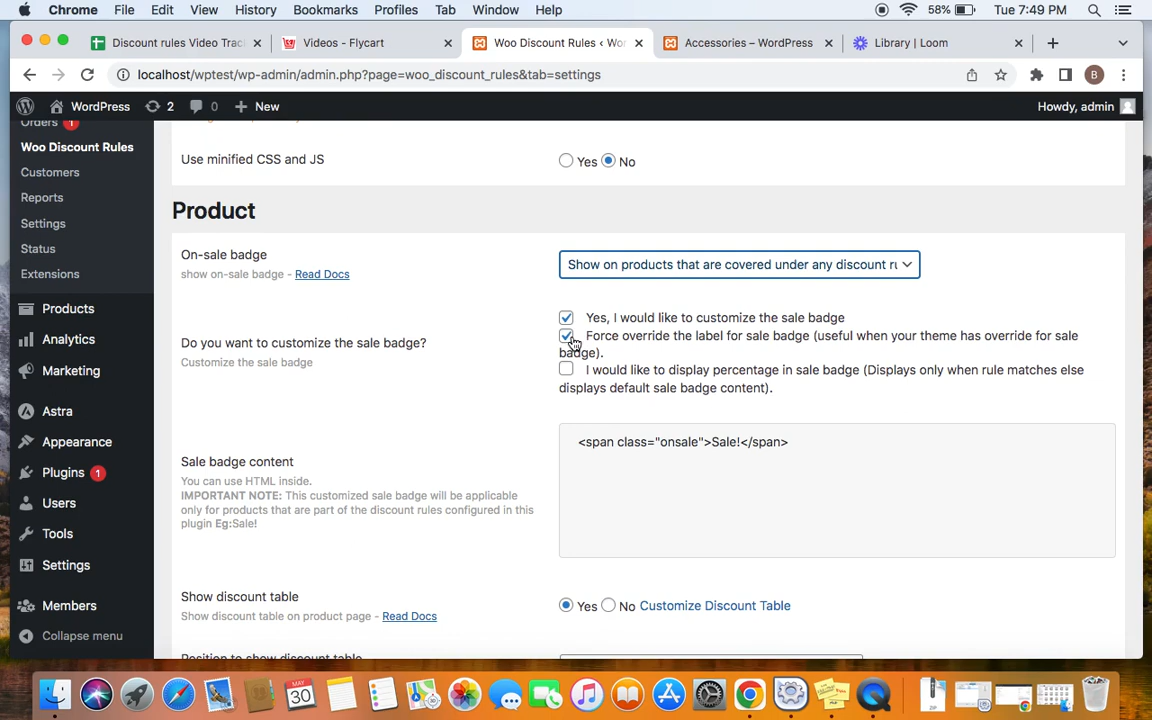 Chrome File Edit View History Bookmarks Profiles Tab Window Help 58% Tue 7:49 PM
Discount rules Video Trac Videos - Flycart Woo Discount Rules ‹ Wor Accessories – WordPress Library | Loom
localhost/wptest/wp-admin/admin.php?page=woo_discount_rules&tab=settings B
WordPress 2 0 New Howdy, admin
Orders 1
Woo Discount Rules
Customers
Reports
Settings
Status
Extensions
Products
Analytics
Marketing
Astra
Appearance
Plugins 1
Users
Tools
Settings
Members
Collapse menu
Use minified CSS and JS Yes No
Product
On-sale badge
show on-sale badge - Read Docs
Show on products that are covered under any discount ru
Do you want to customize the sale badge?
Customize the sale badge
Yes, I would like to customize the sale badge
Force override the label for sale badge (useful when your theme has override for sale
badge).
I would like to display percentage in sale badge (Displays only when rule matches else
displays default sale badge content).
Sale badge content
You can use HTML inside.
IMPORTANT NOTE: This customized sale badge will be applicable
only for products that are part of the discount rules configured in this
plugin Eg:Sale!
<span class="onsale">Sale!</span>
Show discount table
Show discount table on product page - Read Docs
Yes No Customize Discount Table
Position to show discount table
MAY
30
ZIP